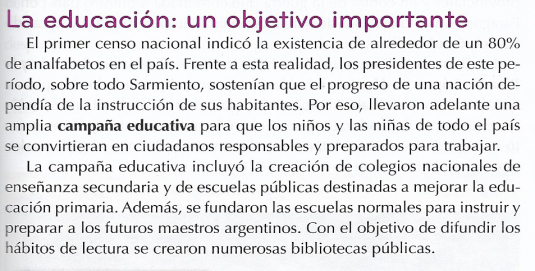 La educación: un objetivo importante
El primer censo nacional indicó la existencia de alrededor de un 80%
de analfabetos en el país. Frente a esta realidad, los presidentes de este pe-
ríodo, sobre todo Sarmiento, sostenían que el progreso de una nación de-
pendía de la instrucción de sus habitantes. Por eso, llevaron adelante una
amplia campaña educativa para que los niños y las niñas de todo el país
se convirtieran en ciudadanos responsables y preparados para trabajar.
La campaña educativa incluyó la creación de colegios nacionales de
enseñanza secundaria y de escuelas públicas destinadas a mejorar la edu-
cación primaria. Además, se fundaron las escuelas normales para instruir y
preparar a los futuros maestros argentinos. Con el objetivo de difundir los
hábitos de lectura se crearon numerosas bibliotecas públicas.